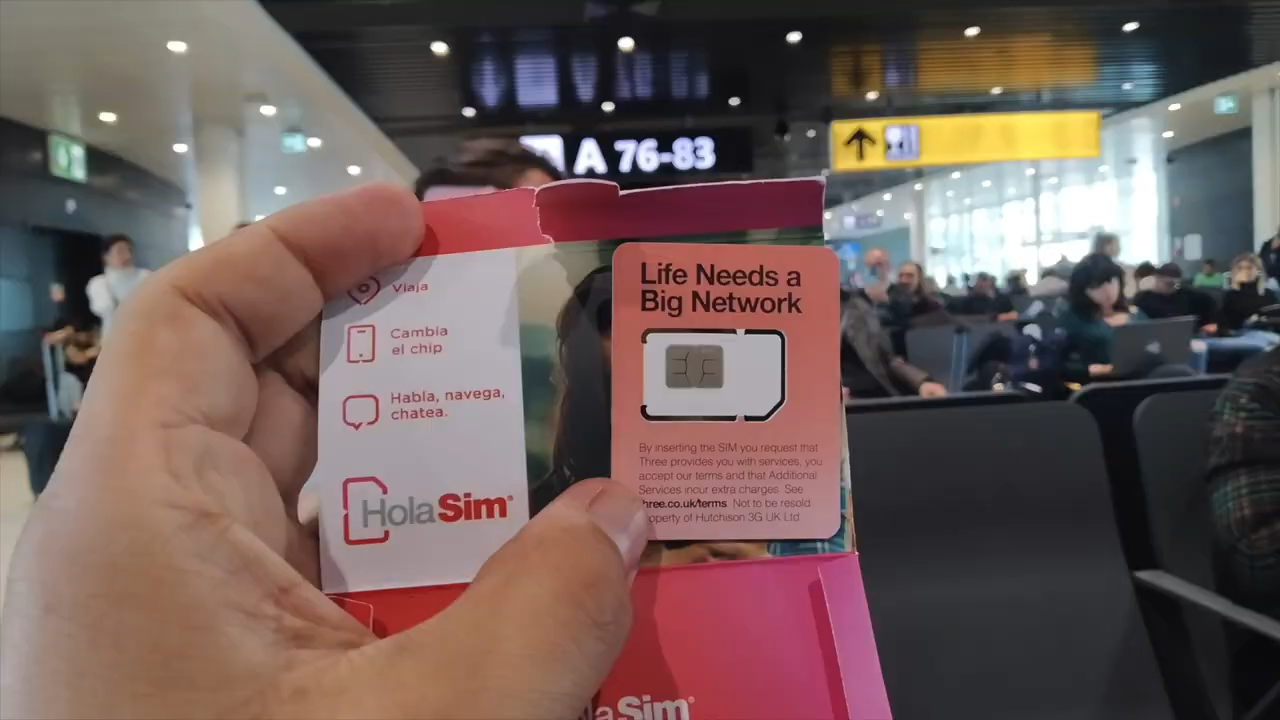 A 76-83
Viaja
Cambia
el chip
Habla, navega,
chatea.
HolaSim®
Life Needs a
Big Network
By inserting the SIM you request that
Three provides you with services, you
accept our terms and that Additional
Services incur extra charges. See
three.co.uk/terms. Not to be resold.
Property of Hutchison 3G UK Ltd
laSim®